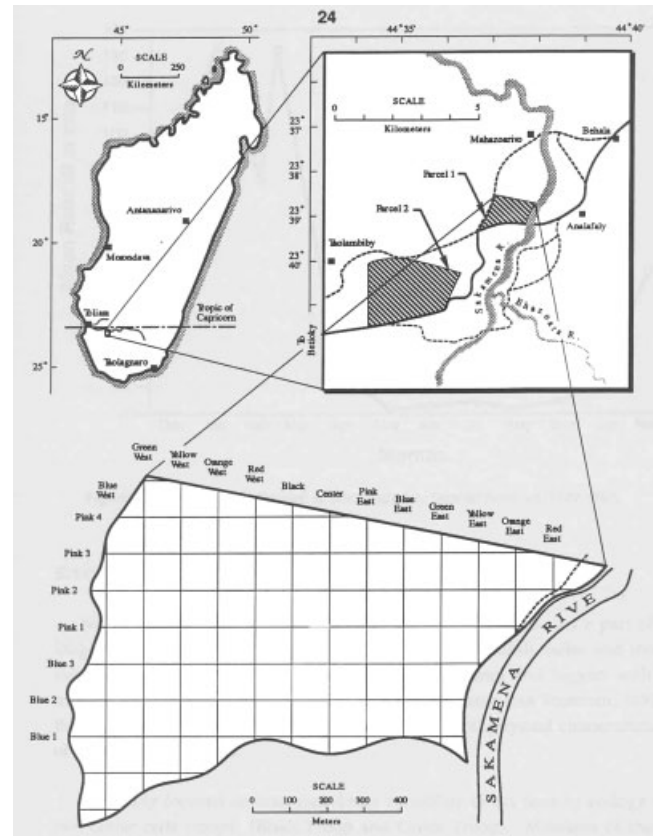 24
45°
50°
N
SCALE
0 250
Kilometers
15°
20°
25°
Antananarivo
Morondava
Toliara
Tropic of
Capricorn
Taolagnaro
44° 35'
44° 40'
SCALE
0 5
Kilometers
23°
37'
23°
38'
23°
39'
23°
40'
Mahazoarivo
Behala
Parcel 1
Parcel 2
Analafaly
Taolambiby
Sakamena R.
To
Betioky
Green
West
Yellow
West
Orange
West
Red
West
Black
Center
Pink
East
Blue
East
Green
East
Yellow
East
Orange
East
Red
East
Blue
West
Pink 4
Pink 3
Pink 2
Pink 1
Blue 3
Blue 2
Blue 1
SAKAMENA RIVE
SCALE
0 100 200 300 400
Meters